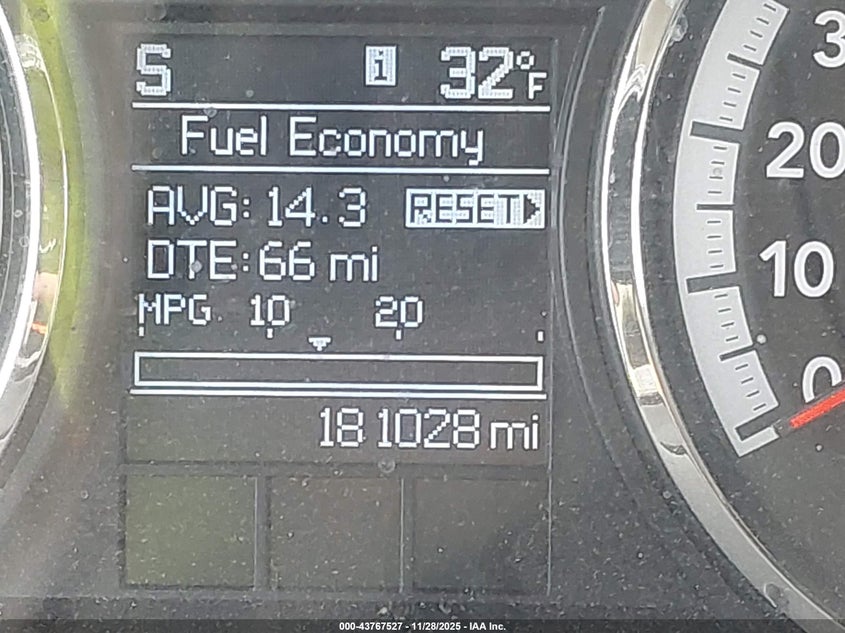 S i 32°F
Fuel Economy
AVG: 14.3 RESET>
DTE: 66 mi
MPG 10 20
181028 mi
20
10
0
000-43767527 - 11/28/2025 - IAA Inc.